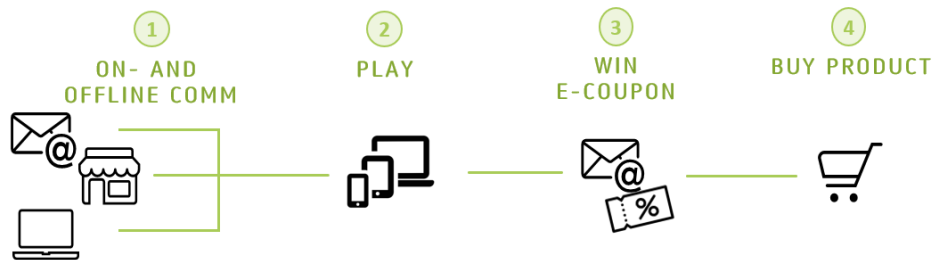 1
ON- AND
OFFLINE COMM
@
2
PLAY
3
WIN
E-COUPON
@
%
4
BUY PRODUCT